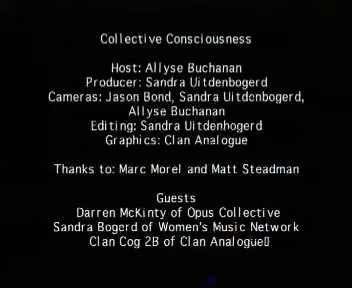 Collective Consciousness
Host: Allyse Buchanan
Producer: Sandra Uitdenbogerd
Cameras: Jason Bond, Sandra Uitdenbogerd,
Allyse Buchanan
Editing: Sandra Uitdenbogerd
Graphics: Clan Analogue
Thanks to: Marc Morel and Matt Steadman
Guests
Darren McKinty of Opus Collective
Sandra Bogerd of Women's Music Network
Clan Cog 2B of Clan Analogue▯